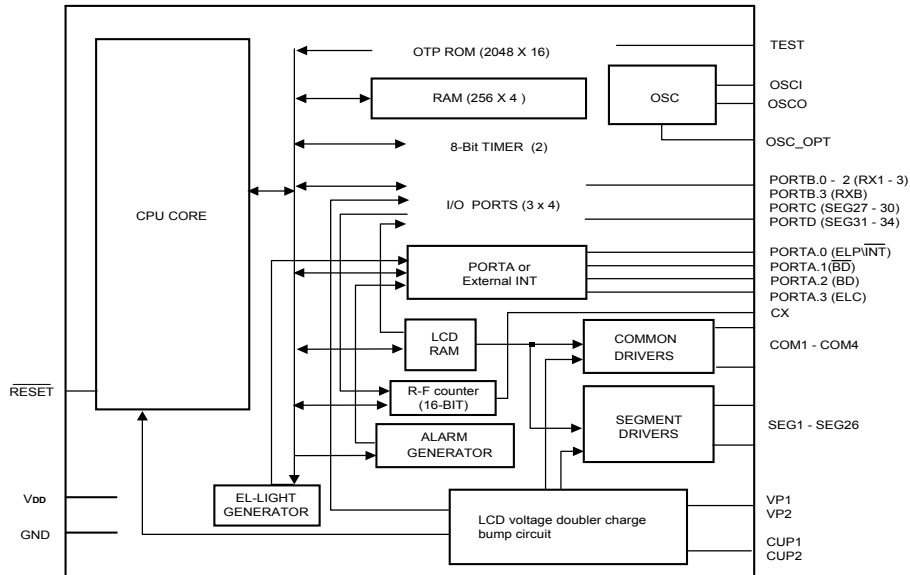 OTP ROM (2048 X 16)
TEST
RAM (256 X 4 )
OSC
OSCI
OSCO
OSC_OPT
8-Bit TIMER (2)
CPU CORE
I/O PORTS (3 x 4)
PORTB.0 - 2 (RX1 - 3)
PORTB.3 (RXB)
PORTC (SEG27 - 30)
PORTD (SEG31 - 34)
PORTA or
External INT
PORTA.0 (ELP\INT)
PORTA.1(BD)
PORTA.2 (BD)
PORTA.3 (ELC)
CX
LCD
RAM
COMMON
DRIVERS
COM1 - COM4
RESET
R-F counter
(16-BIT)
SEGMENT
DRIVERS
SEG1 - SEG26
ALARM
GENERATOR
VDD
EL-LIGHT
GENERATOR
GND
LCD voltage doubler charge
bump circuit
VP1
VP2
CUP1
CUP2